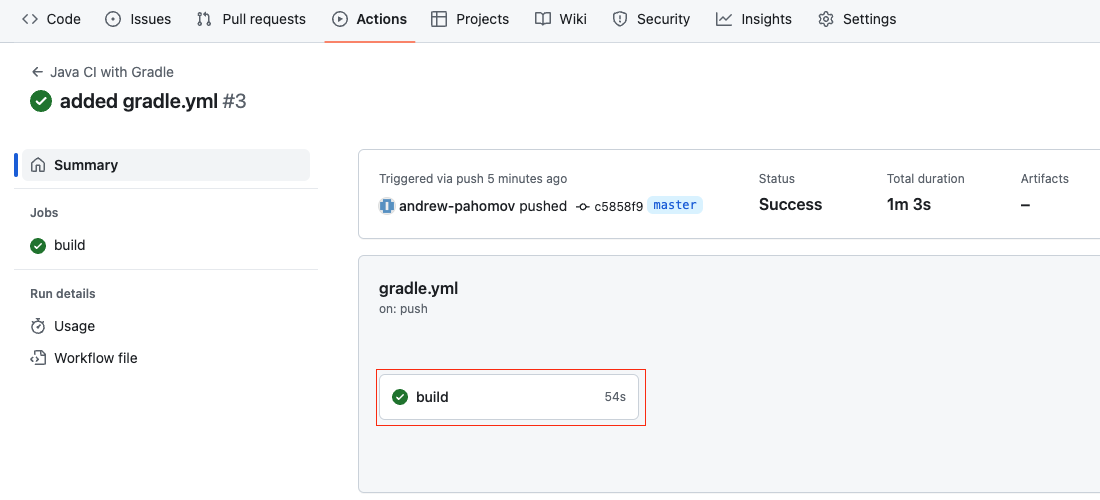 Code Issues Pull requests Actions Projects Wiki Security Insights Settings
Java CI with Gradle
added gradle.yml #3
Summary
Jobs
build
Run details
Usage
Workflow file
Triggered via push 5 minutes ago
andrew-pahomov pushed c5858f9 master
Status
Success
Total duration
1m 3s
Artifacts
–
gradle.yml
on: push
build 54s